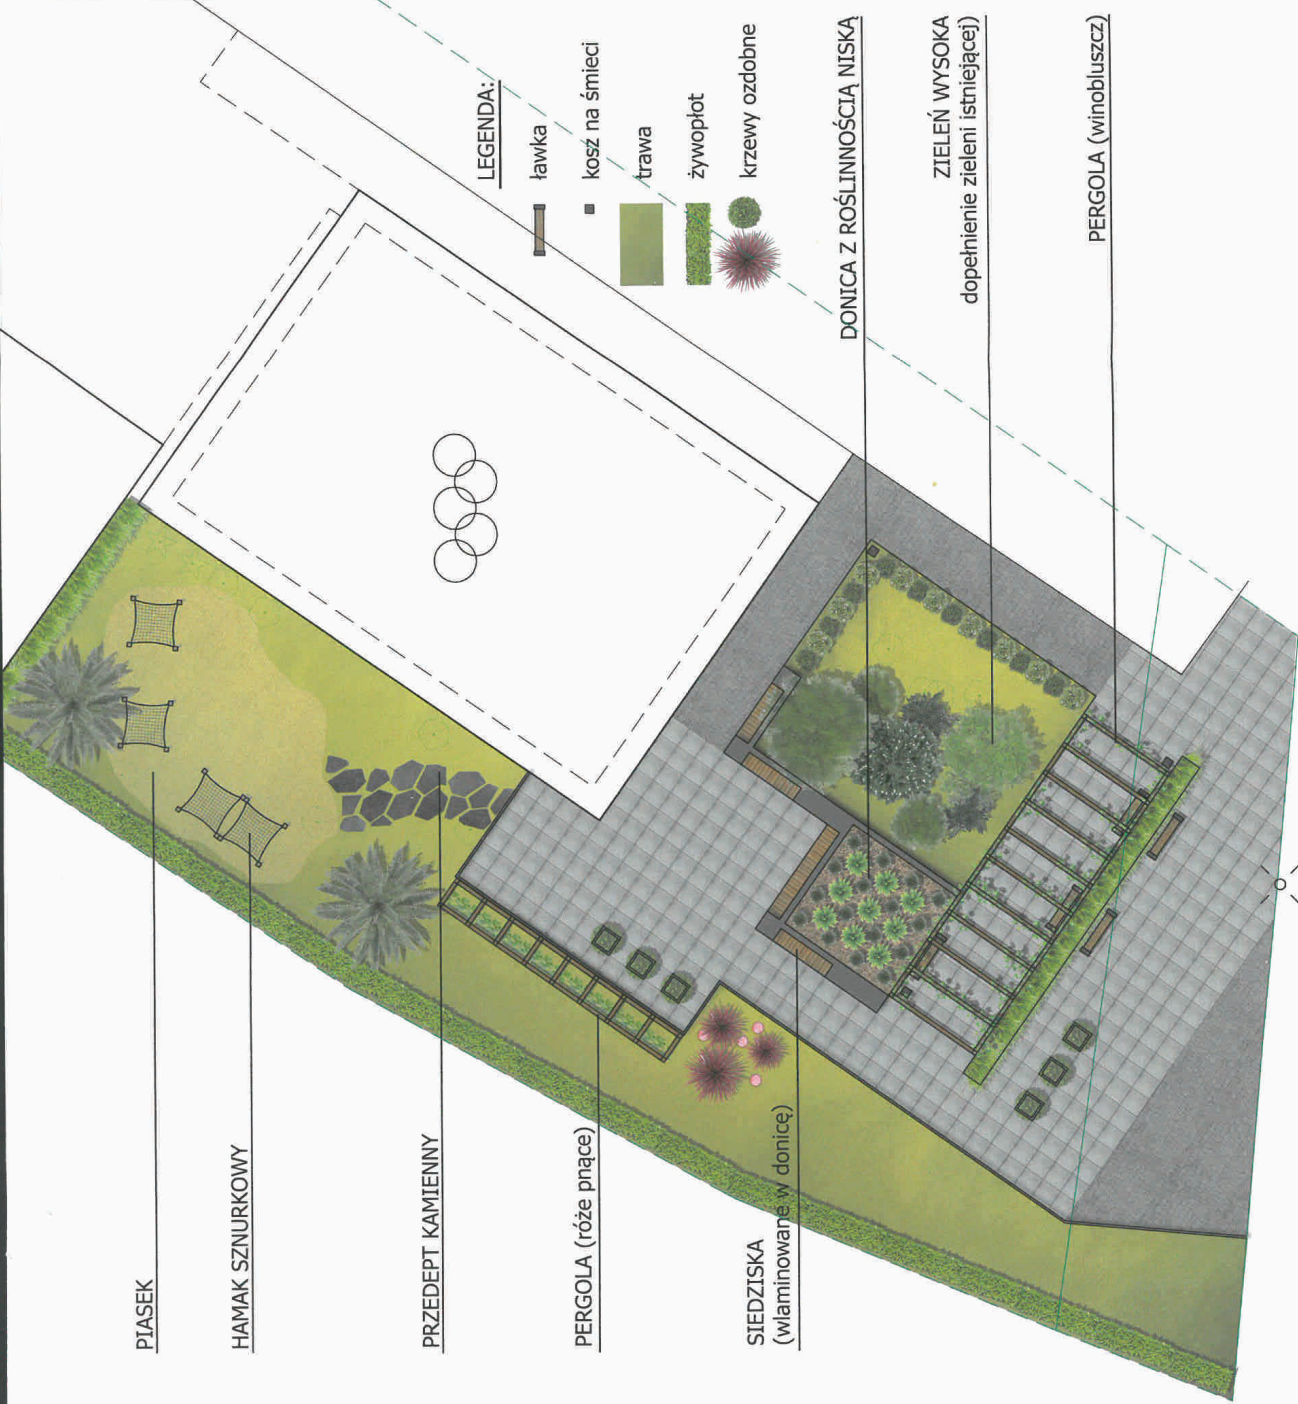 LEGENDA:
ławka
kosz na śmieci
trawa
żywopłot
krzewy ozdobne
DONICA Z ROŚLINNOŚCIĄ NISKĄ
ZIELEŃ WYSOKA
dopełnienie zieleni istniejącej)
PERGOLA (winobluszcz)
PIASEK
HAMAK SZNURKOWY
PRZEDEPT KAMIENNY
PERGOLA (róże pnące)
SIEDZISKA
(wlaminowane w donicę)